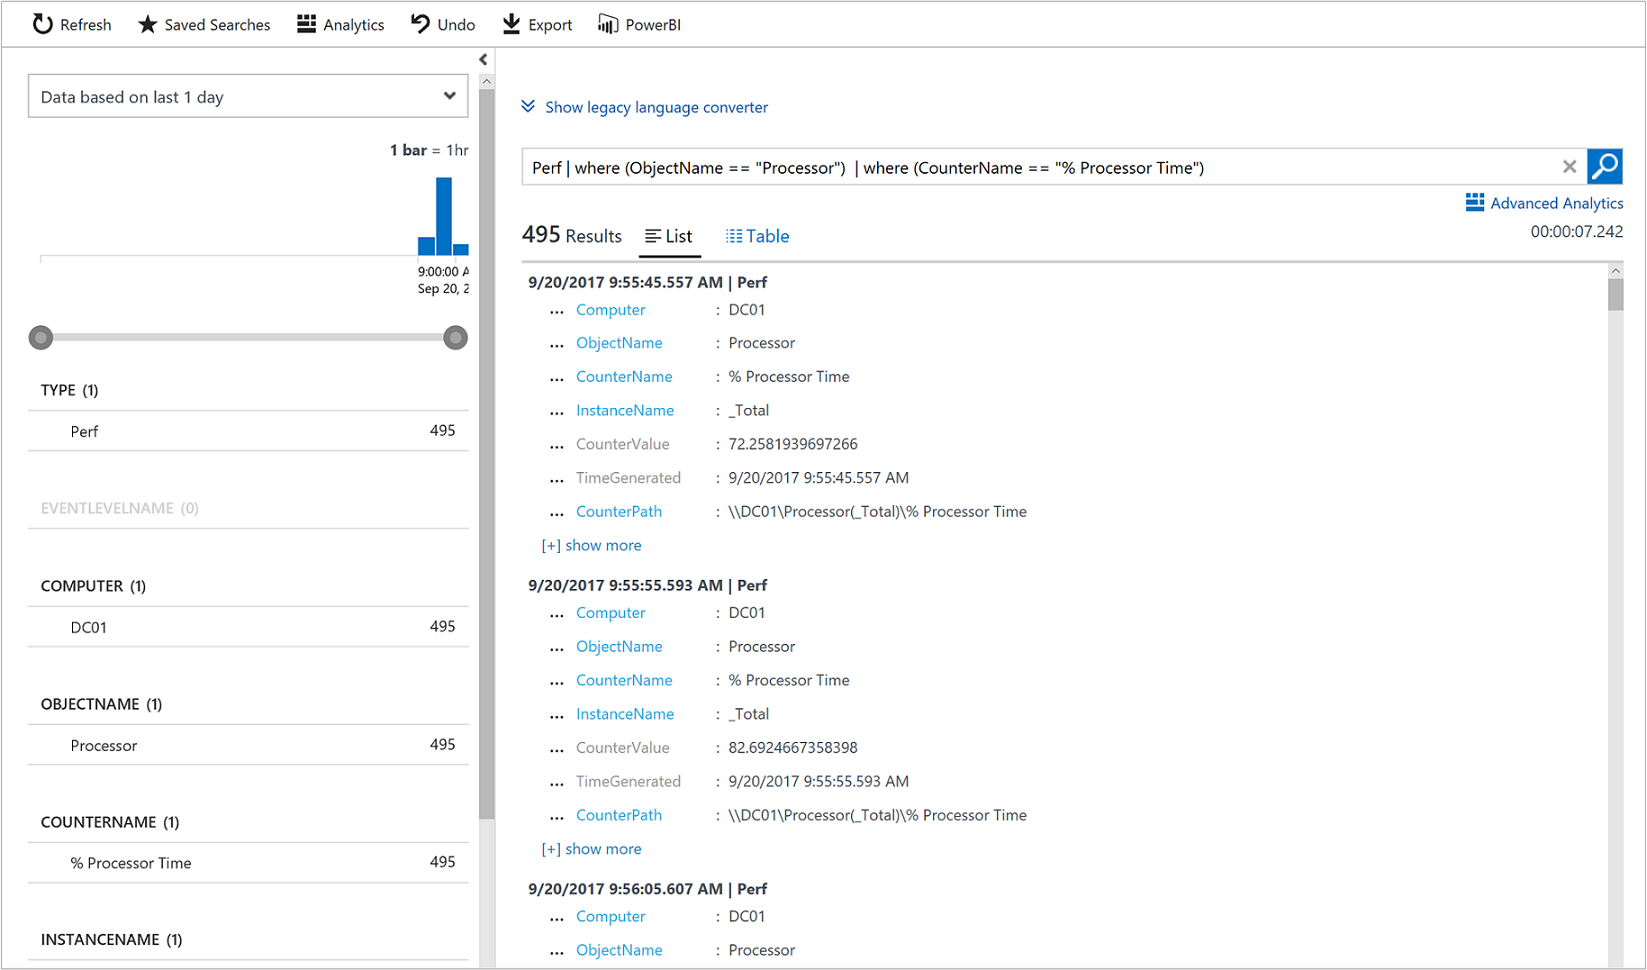 Refresh Saved Searches Analytics Undo Export PowerBI
Data based on last 1 day
1 bar = 1hr
9:00:00 A
Sep 20, 2
TYPE (1)
Perf 495
EVENTLEVELNAME (0)
COMPUTER (1)
DC01 495
OBJECTNAME (1)
Processor 495
COUNTERNAME (1)
% Processor Time 495
INSTANCENAME (1)
Show legacy language converter
Perf | where (ObjectName == "Processor") | where (CounterName == "% Processor Time")
Advanced Analytics
495 Results List Table 00:00:07.242
9/20/2017 9:55:45.557 AM | Perf
... Computer : DC01
... ObjectName : Processor
... CounterName : % Processor Time
... InstanceName : _Total
... CounterValue : 72.2581939697266
... TimeGenerated : 9/20/2017 9:55:45.557 AM
... CounterPath : \\DC01\Processor(_Total)\% Processor Time
[+] show more
9/20/2017 9:55:55.593 AM | Perf
... Computer : DC01
... ObjectName : Processor
... CounterName : % Processor Time
... InstanceName : _Total
... CounterValue : 82.6924667358398
... TimeGenerated : 9/20/2017 9:55:55.593 AM
... CounterPath : \\DC01\Processor(_Total)\% Processor Time
[+] show more
9/20/2017 9:56:05.607 AM | Perf
... Computer : DC01
... ObjectName : Processor